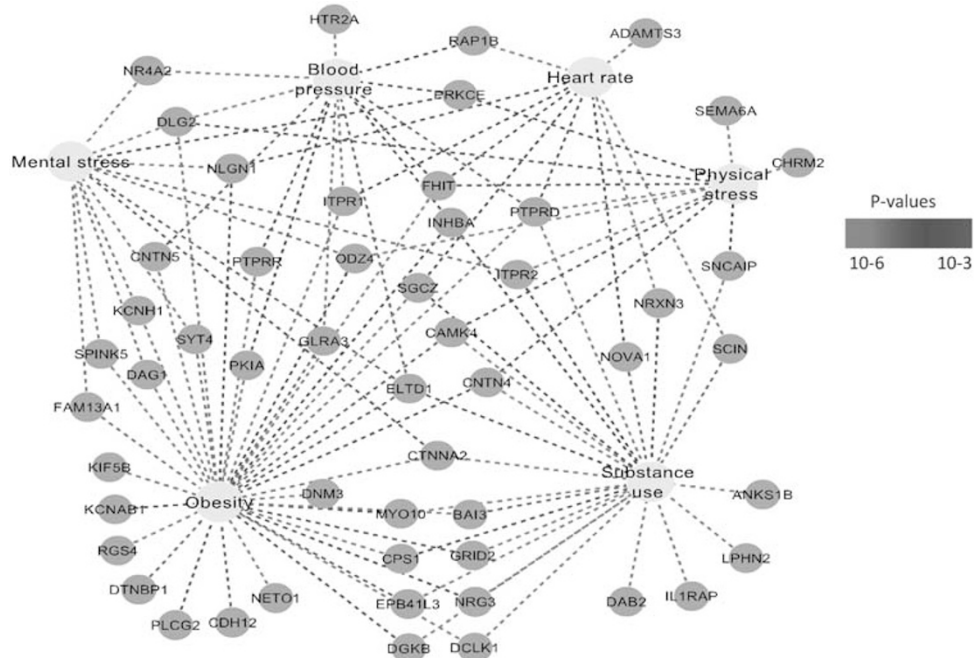 HTR2A
ADAMTS3
RAP1B
NR4A2
Blood
pressure
Heart rate
PRKCE
SEMA6A
DLG2
Mental stress
NLGN1
CHRM2
Physical
stress
FHIT
ITPR1
PTPRD
INHBA
P-values
CNTN5
PTPRR
ODZ4
ITPR2
SNCAIP
10-6
10-3
SGCZ
NRXN3
KCNH1
SYT4
GLRA3
CAMK4
SPINK5
NOVA1
SCIN
DAG1
PKIA
ELTD1
CNTN4
FAM13A1
CTNNA2
KIF5B
Substance
use
DNM3
ANKS1B
Obesity
KCNAB1
MYO10
BAI3
RGS4
CPS1
GRID2
LPHN2
DTNBP1
NETO1
EPB41L3
NRG3
DAB2
IL1RAP
PLCG2
CDH12
DGKB
DCLK1